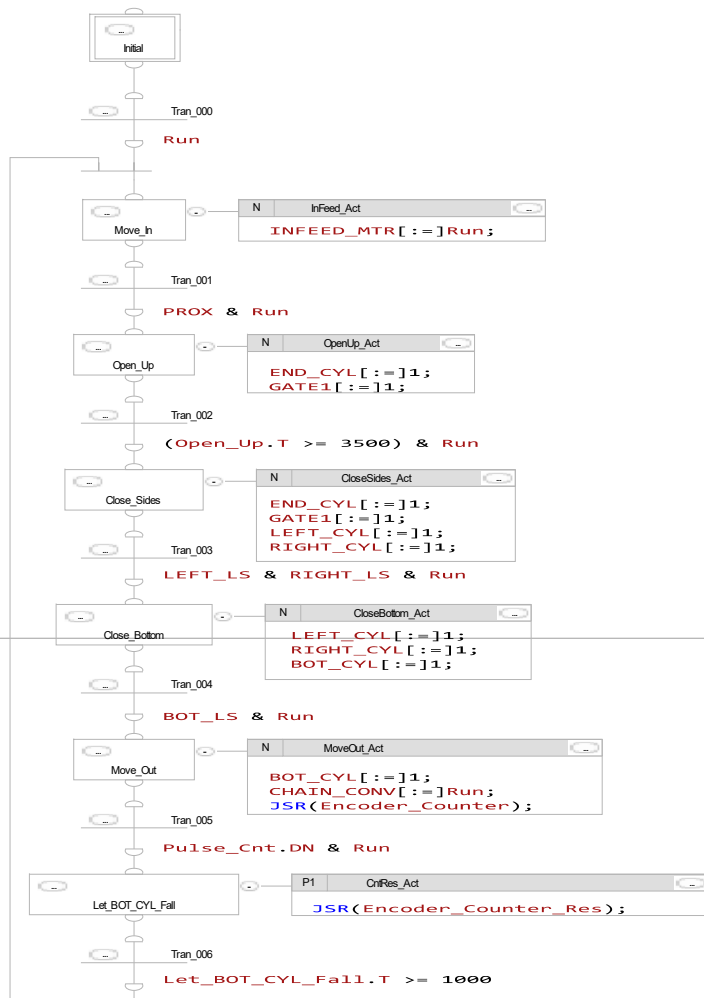 ...
Initial
...
Tran_000
Run
...
-
N InFeed_Act ...
Move_In
INFEED_MTR[:=]Run;
...
Tran_001
PROX & Run
...
-
N OpenUp_Act ...
Open_Up
END_CYL[:=]1;
GATE1[:=]1;
...
Tran_002
(Open_Up.T >= 3500) & Run
...
-
N CloseSides_Act ...
Close_Sides
END_CYL[:=]1;
GATE1[:=]1;
LEFT_CYL[:=]1;
RIGHT_CYL[:=]1;
...
Tran_003
LEFT_LS & RIGHT_LS & Run
...
-
N CloseBottom_Act ...
Close_Bottom
LEFT_CYL[:=]1;
RIGHT_CYL[:=]1;
BOT_CYL[:=]1;
...
Tran_004
BOT_LS & Run
...
-
N MoveOut_Act ...
Move_Out
BOT_CYL[:=]1;
CHAIN_CONV[:=]Run;
JSR(Encoder_Counter);
...
Tran_005
Pulse_Cnt.DN & Run
...
-
P1 CntRes_Act ...
Let_BOT_CYL_Fall
JSR(Encoder_Counter_Res);
...
Tran_006
Let_BOT_CYL_Fall.T >= 1000